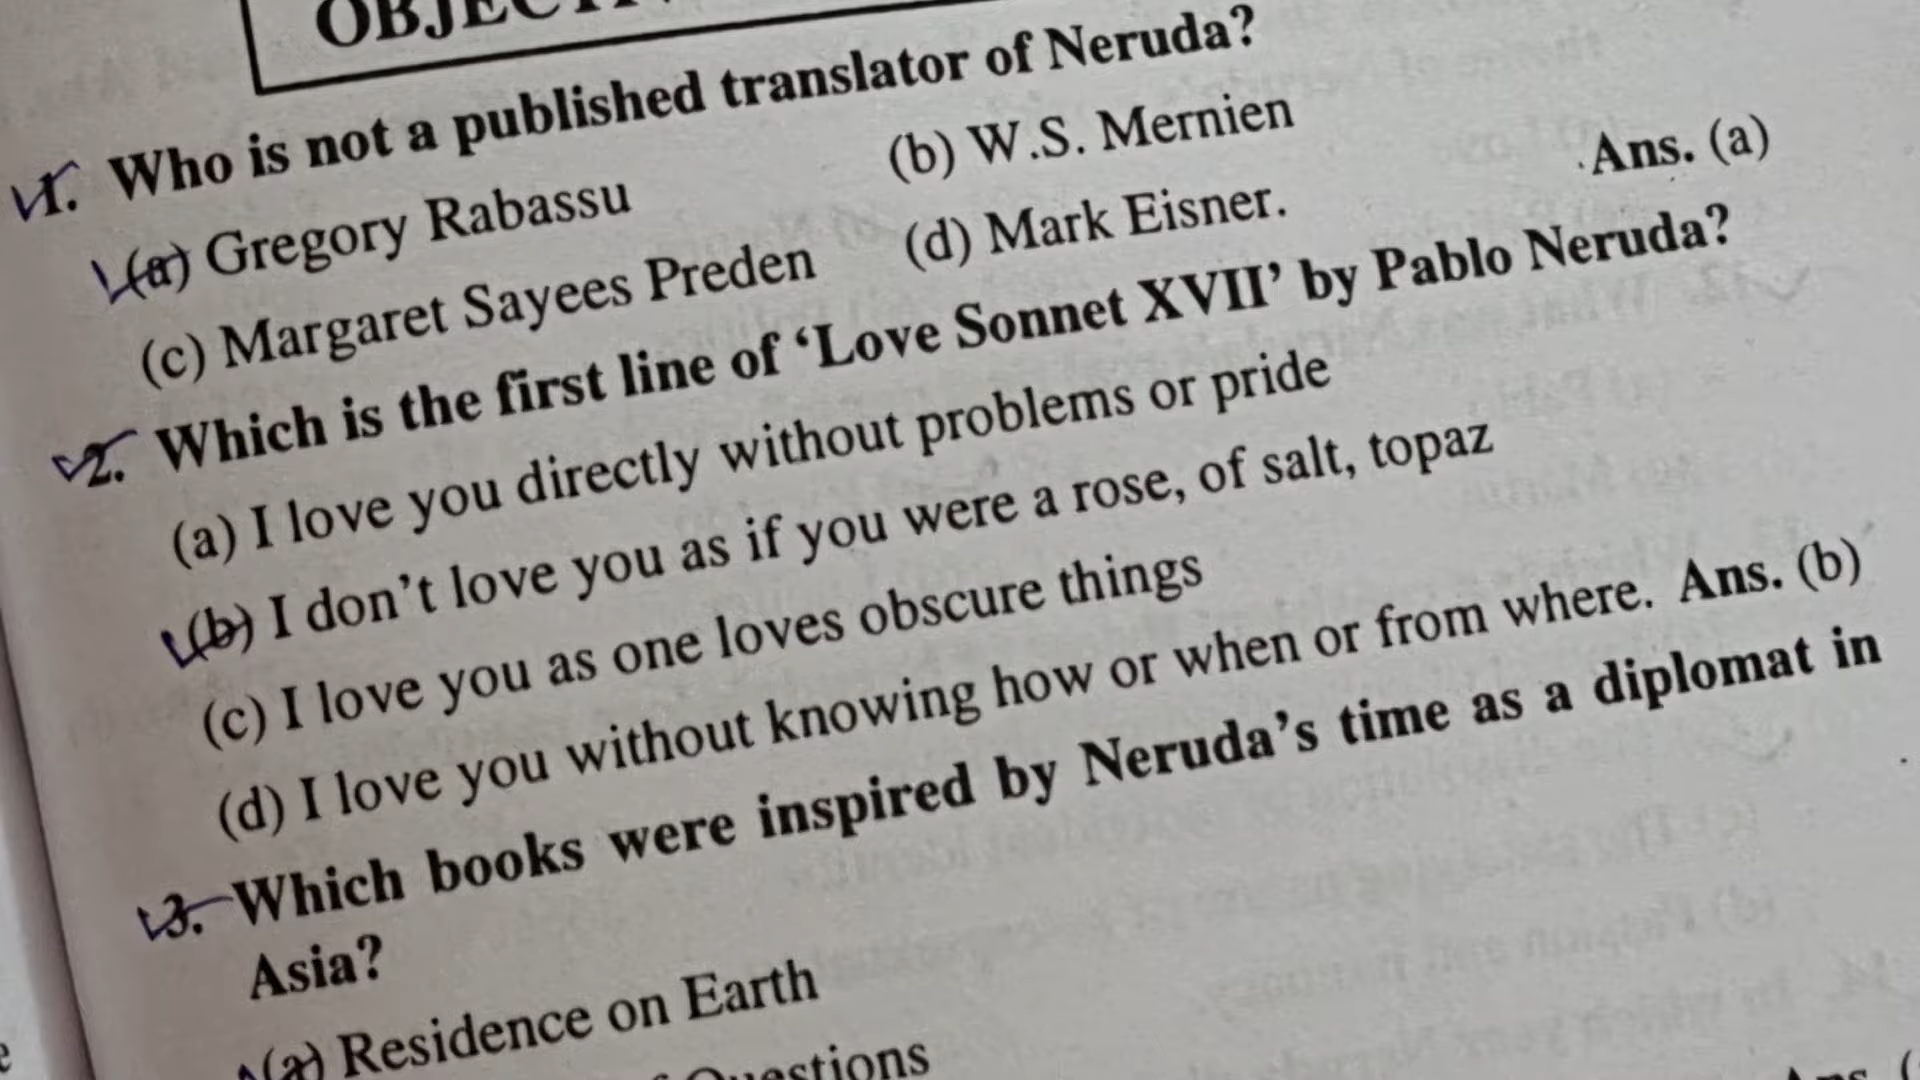 1. Who is not a published translator of Neruda?
(a) Gregory Rabassu (b) W.S. Mernien
(c) Margaret Sayees Preden (d) Mark Eisner. Ans. (a)
2. Which is the first line of ‘Love Sonnet XVII’ by Pablo Neruda?
(a) I love you directly without problems or pride
(b) I don’t love you as if you were a rose, of salt, topaz
(c) I love you as one loves obscure things
(d) I love you without knowing how or when or from where. Ans. (b)
3. Which books were inspired by Neruda’s time as a diplomat in
Asia?
(a) Residence on Earth
Questions